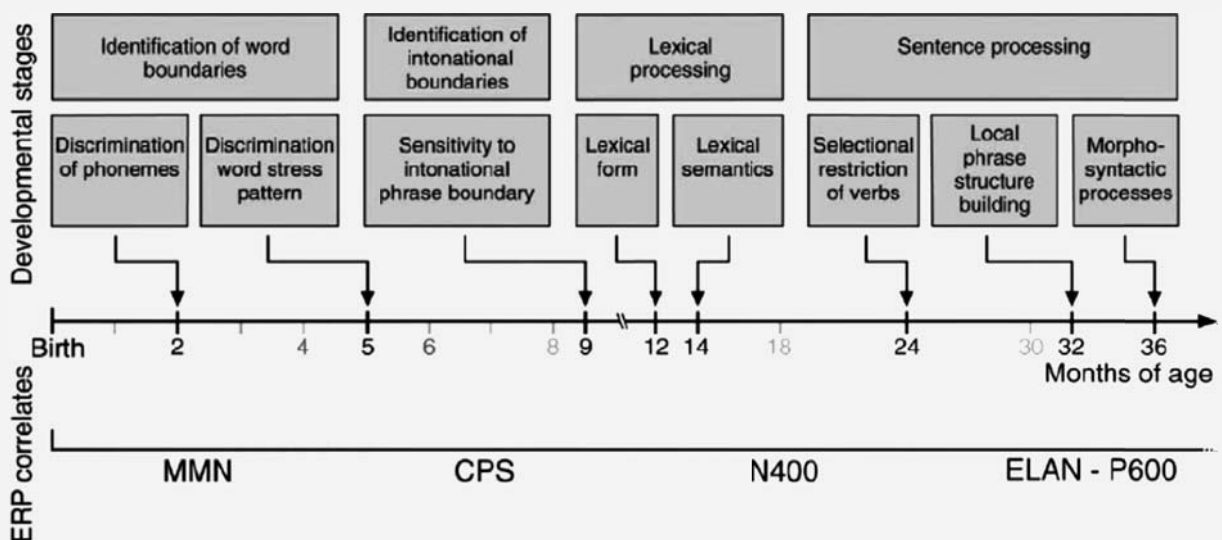 Developmental stages
Identification of word
boundaries
Identification of
intonational
boundaries
Lexical
processing
Sentence processing
Discrimination
of phonemes
Discrimination
word stress
pattern
Sensitivity to
intonational
phrase boundary
Lexical
form
Lexical
semantics
Selectional
restriction
of verbs
Local
phrase
structure
building
Morpho-
syntactic
processes
Birth 2 4 5 6 8 9 12 14 18 24 30 32 36
Months of age
ERP correlates
MMN CPS N400 ELAN - P600